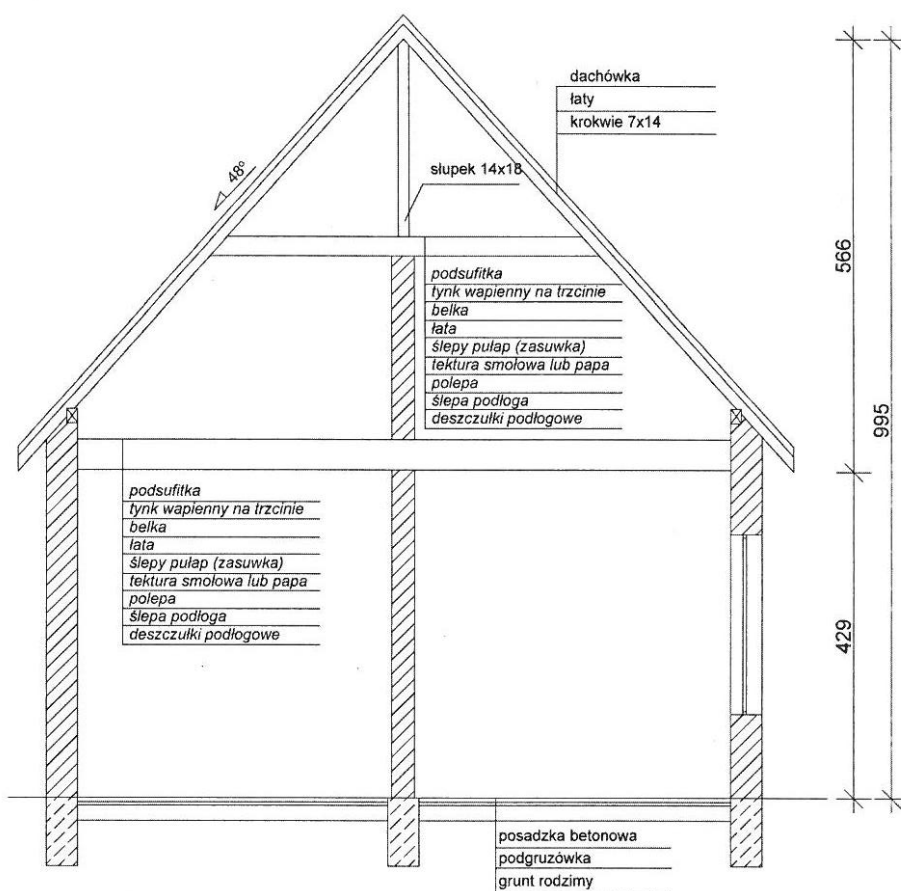 dachówka
łaty
krokwie 7x14
48°
słupek 14x18
podsufitka
tynk wapienny na trzcinie
belka
łata
ślepy pułap (zasuwka)
tektura smołowa lub papa
polepa
ślepa podłoga
deszczułki podłogowe
566
995
podsufitka
tynk wapienny na trzcinie
belka
łata
ślepy pułap (zasuwka)
tektura smołowa lub papa
polepa
ślepa podłoga
deszczułki podłogowe
429
posadzka betonowa
podgruzówka
grunt rodzimy